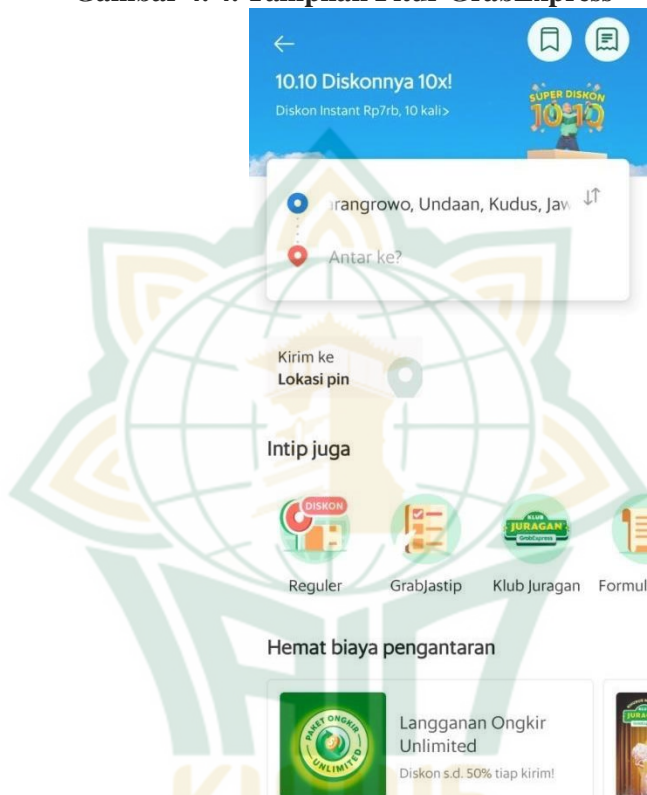 Gambar 4. 4. Tampilan Fitur GrabExpress
10.10 Diskonnya 10x!
Diskon Instant Rp7rb, 10 kali>
SUPER DISKON
10 10
rangrowo, Undaan, Kudus, Jaw
Antar ke?
Kirim ke
Lokasi pin
Intip juga
DISKON
KLUB
JURAGAN
GrabExpress
Reguler
GrabJastip
Klub Juragan
Formul
Hemat biaya pengantaran
PAKET ONGKIR
UNLIMITED
Langganan Ongkir
Unlimited
Diskon s.d. 50% tiap kirim!